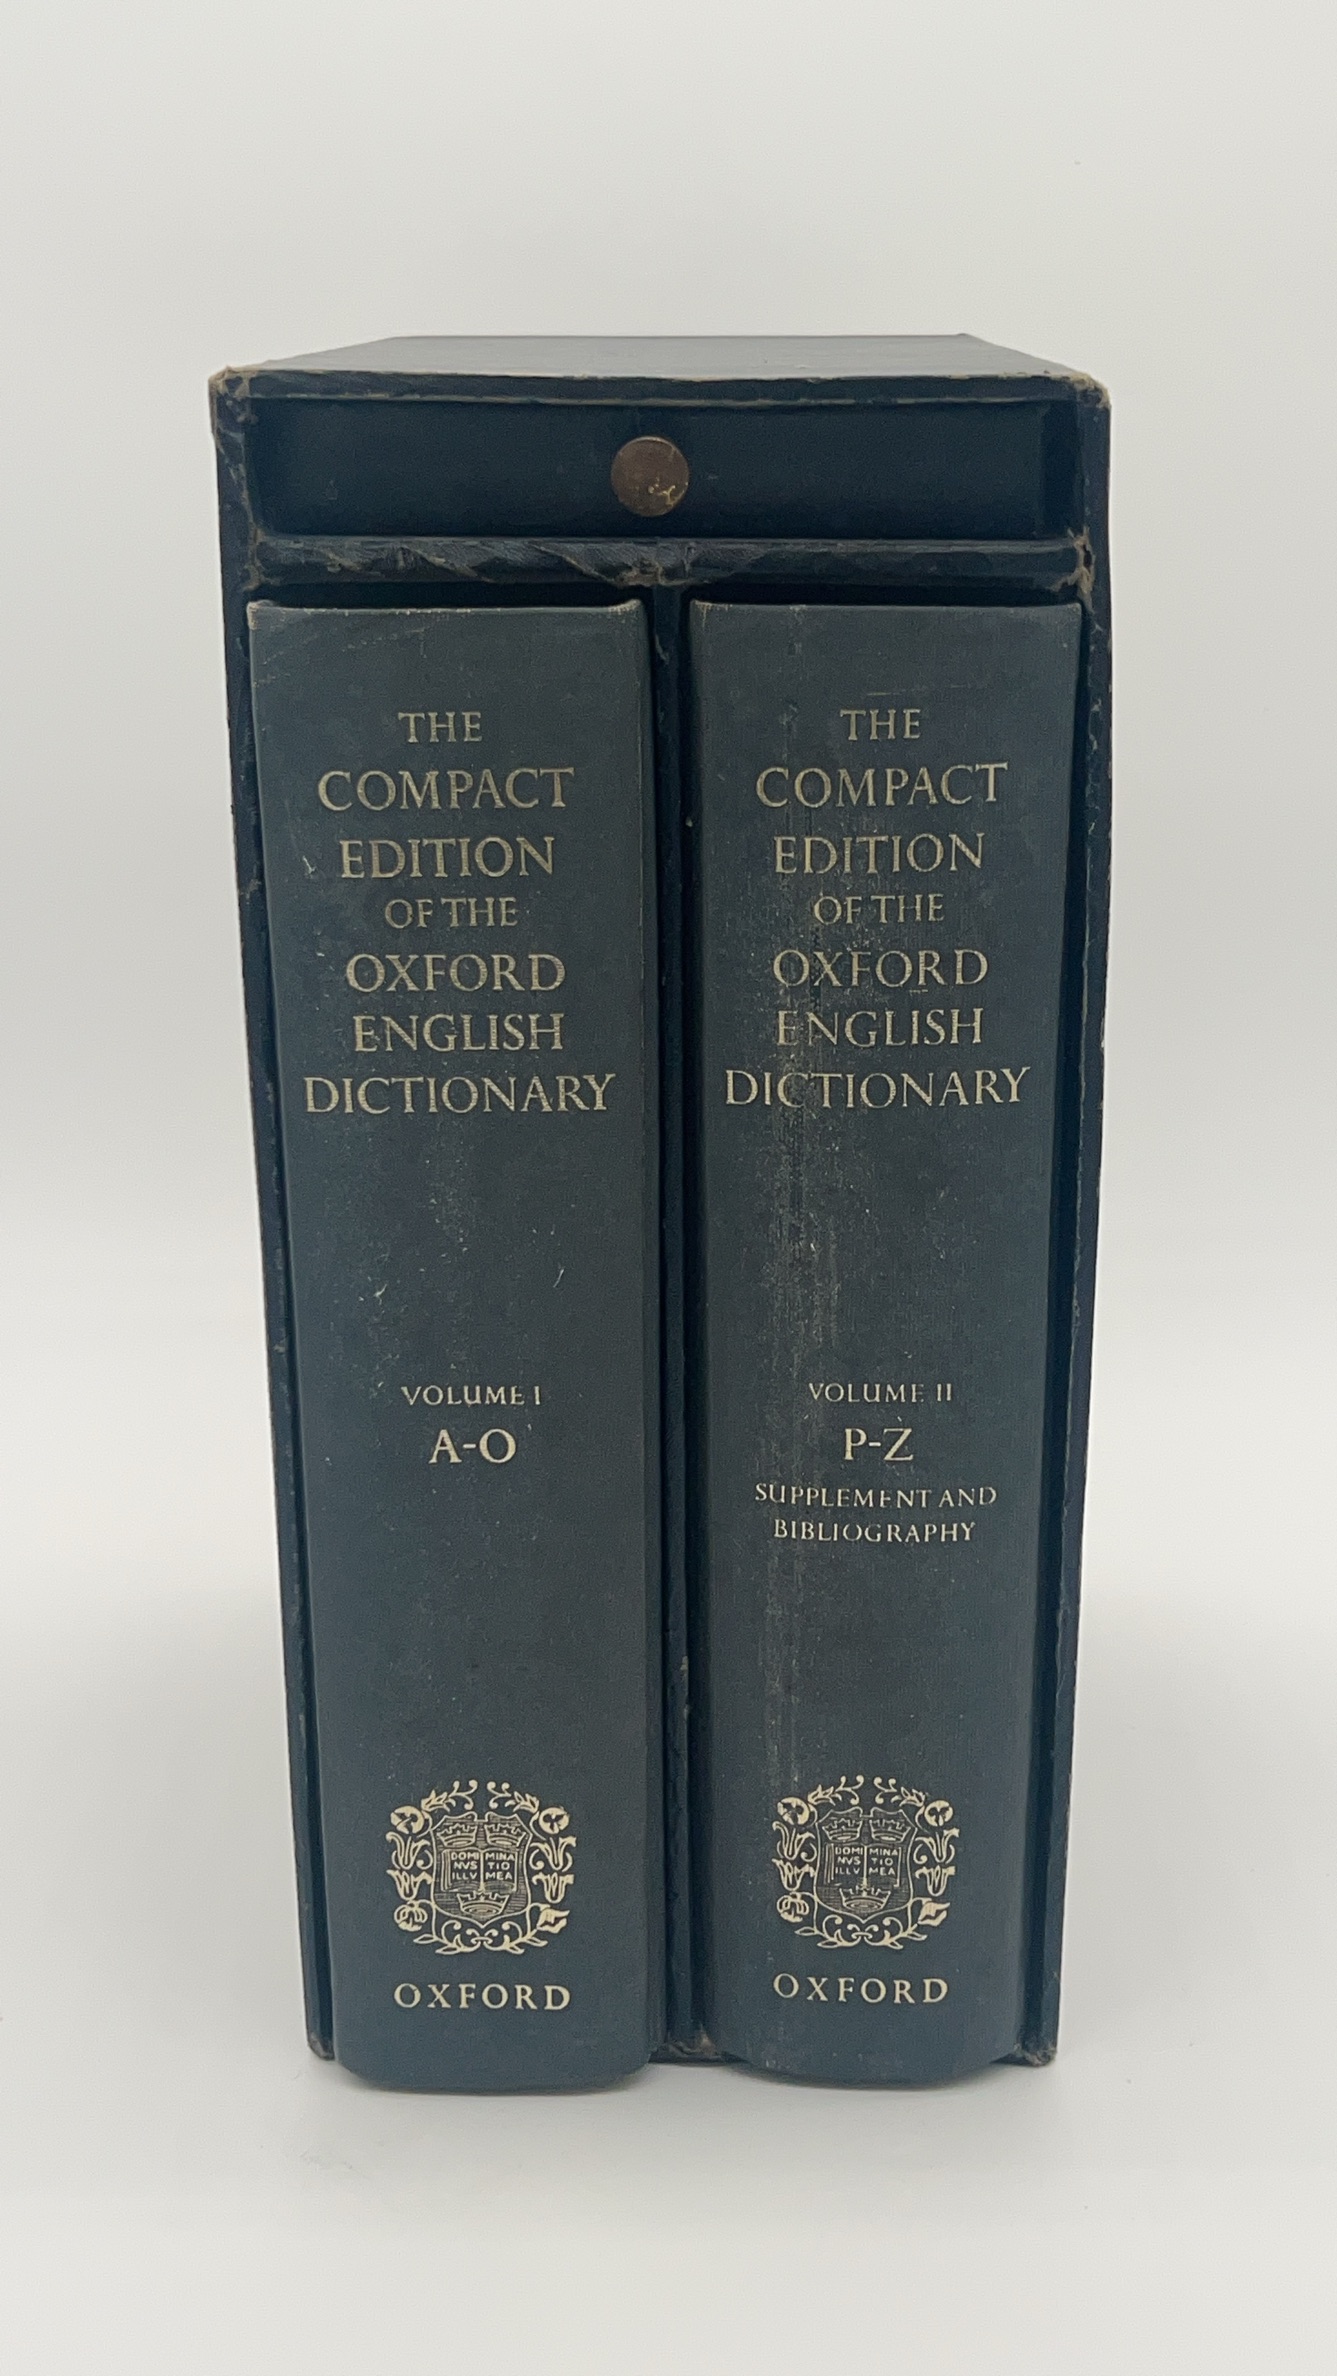 THE
COMPACT
EDITION
OF THE
OXFORD
ENGLISH
DICTIONARY
VOLUME I
A-O
DOMI MINA
NVS TIO
ILLV MEA
OXFORD
THE
COMPACT
EDITION
OF THE
OXFORD
ENGLISH
DICTIONARY
VOLUME II
P-Z
SUPPLEMENT AND
BIBLIOGRAPHY
DOMI MINA
NVS TIO
ILLV MEA
OXFORD